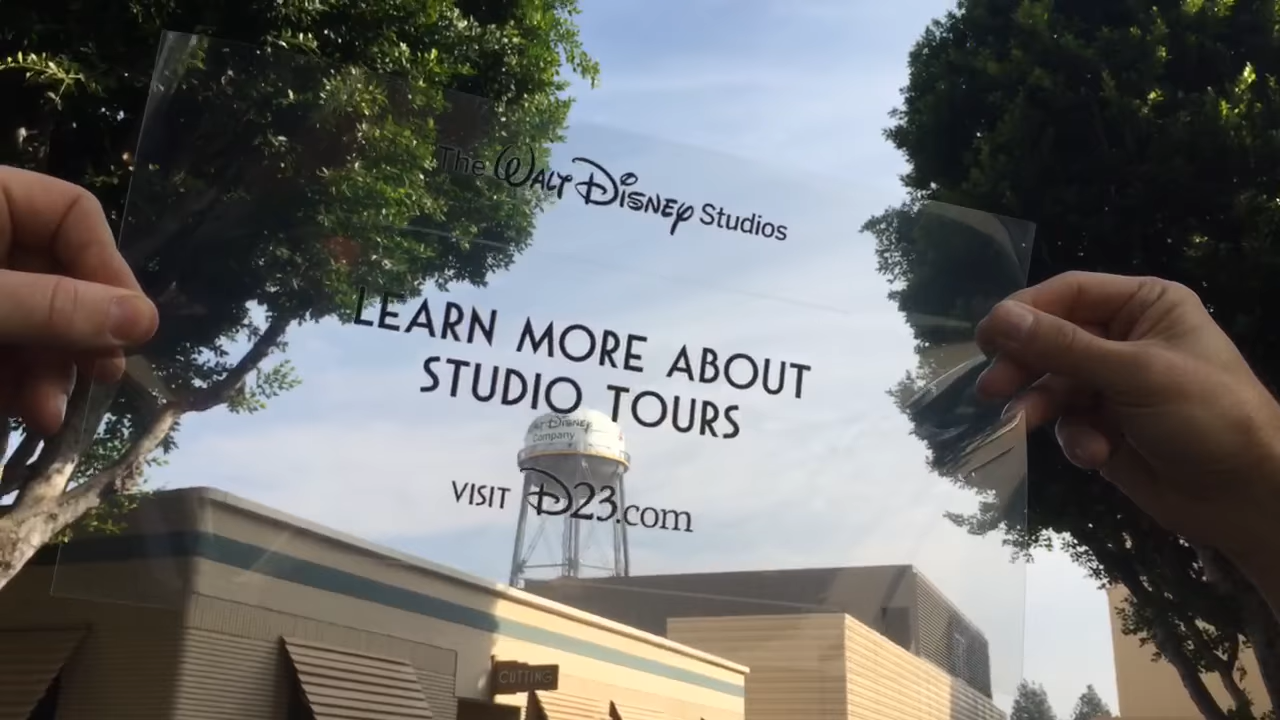 The WALT DISNEY Studios
LEARN MORE ABOUT
STUDIO TOURS
WALT DISNEY
Company
VISIT D23.com
CUTTING